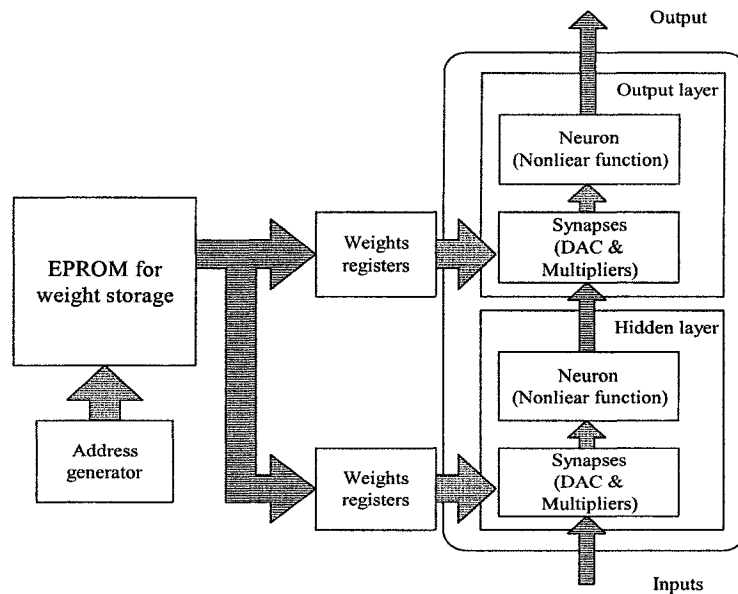 Output
Output layer
Neuron
(Nonliear function)
Synapses
(DAC &
Multipliers)
Weights
registers
EPROM for
weight storage
Hidden layer
Neuron
(Nonliear function)
Address
generator
Weights
registers
Synapses
(DAC &
Multipliers)
Inputs